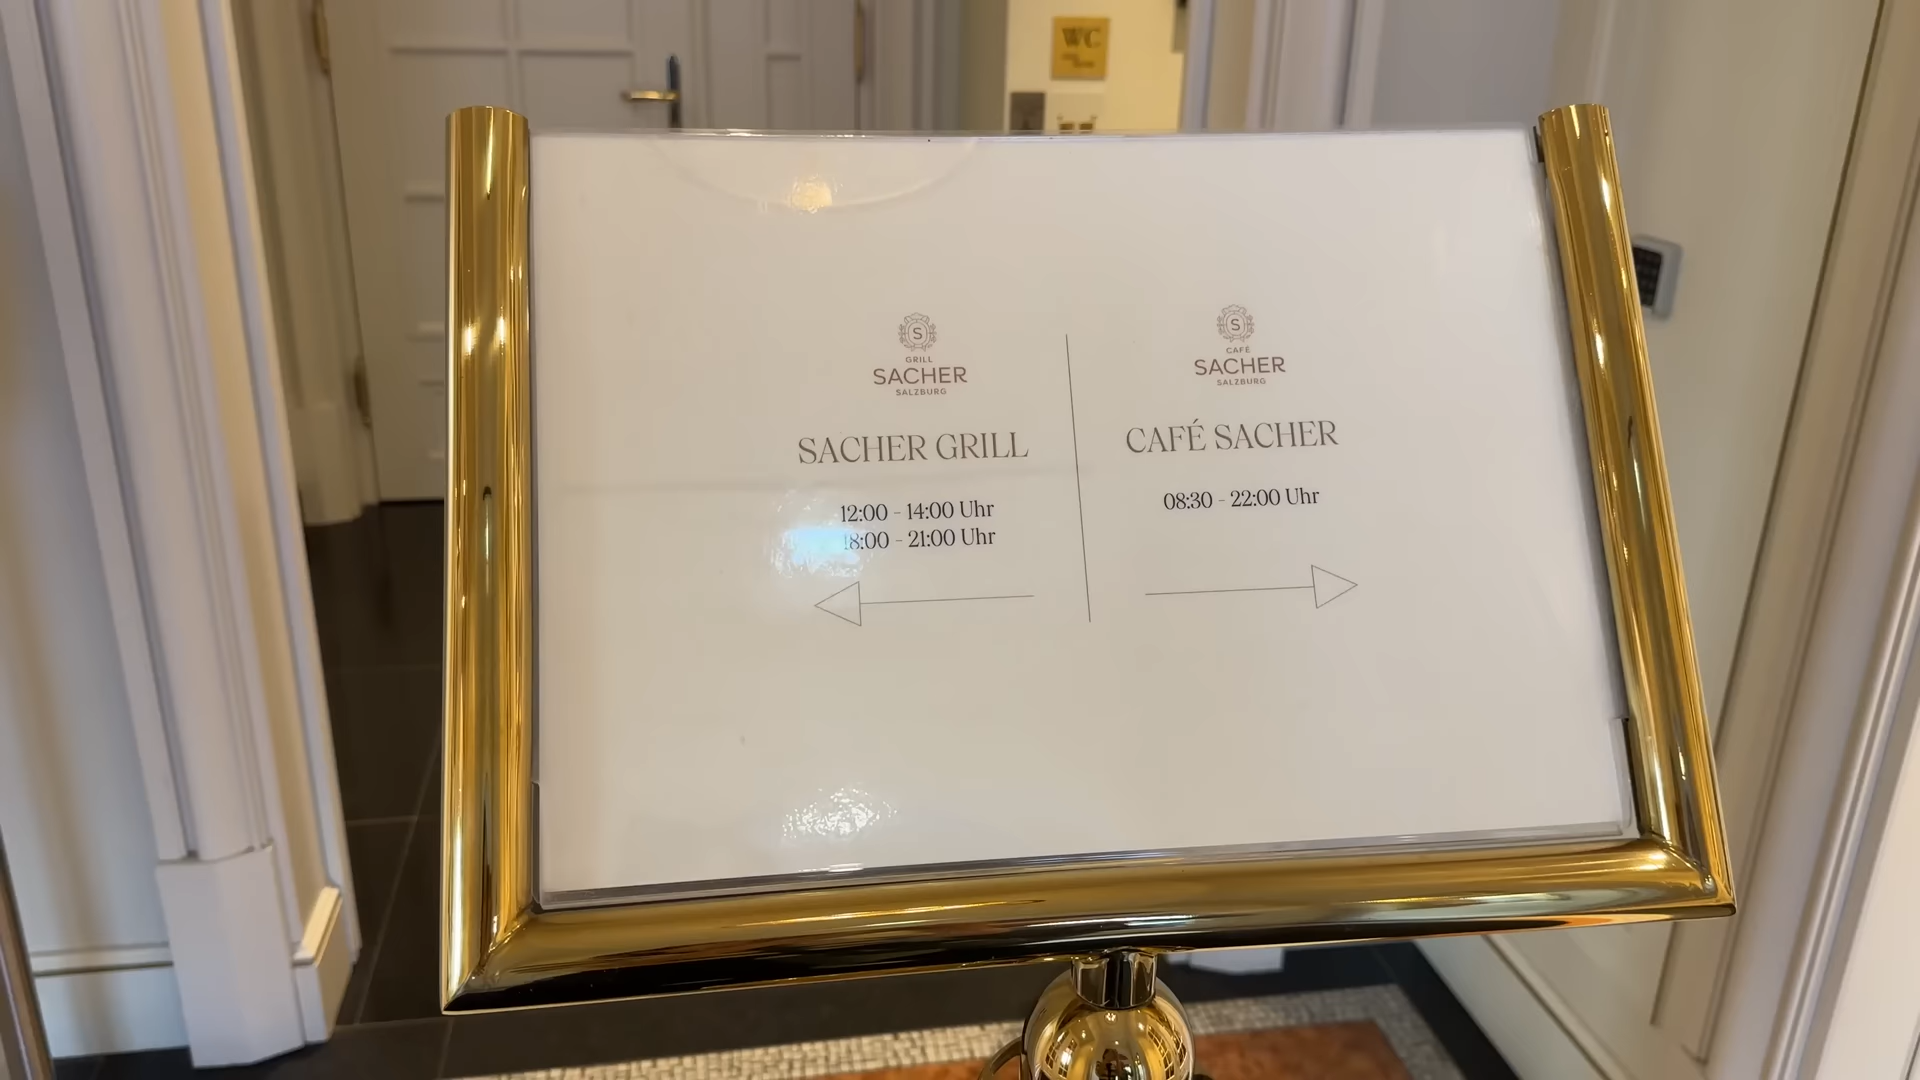 WC
S
GRILL
SACHER
SALZBURG
SACHER GRILL
12:00 - 14:00 Uhr
18:00 - 21:00 Uhr
S
CAFÉ
SACHER
SALZBURG
CAFÉ SACHER
08:30 - 22:00 Uhr